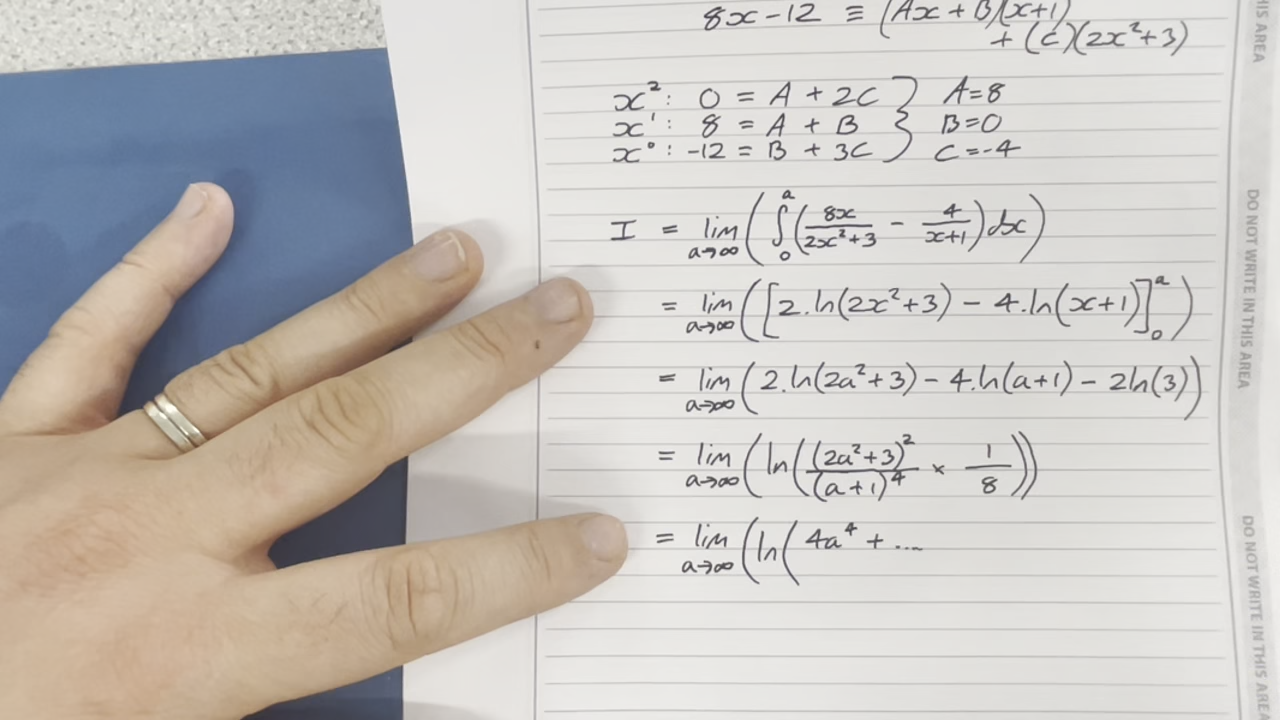 8x-12 ≡ (Ax + B)(x+1)
+ (C)(2x²+3)
x²: 0 = A + 2C } A=8
x¹: 8 = A + B } B=0
x⁰: -12 = B + 3C } C=-4
I = lim a→∞ (∫₀ᵃ (8x/(2x²+3) - 4/(x+1)) dx)
= lim a→∞ ([2.ln(2x²+3) - 4.ln(x+1)]₀ᵃ)
= lim a→∞ (2.ln(2a²+3) - 4.ln(a+1) - 2ln(3))
= lim a→∞ (ln((2a²+3)²/(a+1)⁴ × 1/8))
= lim a→∞ (ln(4a⁴ + ....
HIS AREA
DO NOT WRITE IN THIS AREA
DO NOT WRITE IN THIS AREA